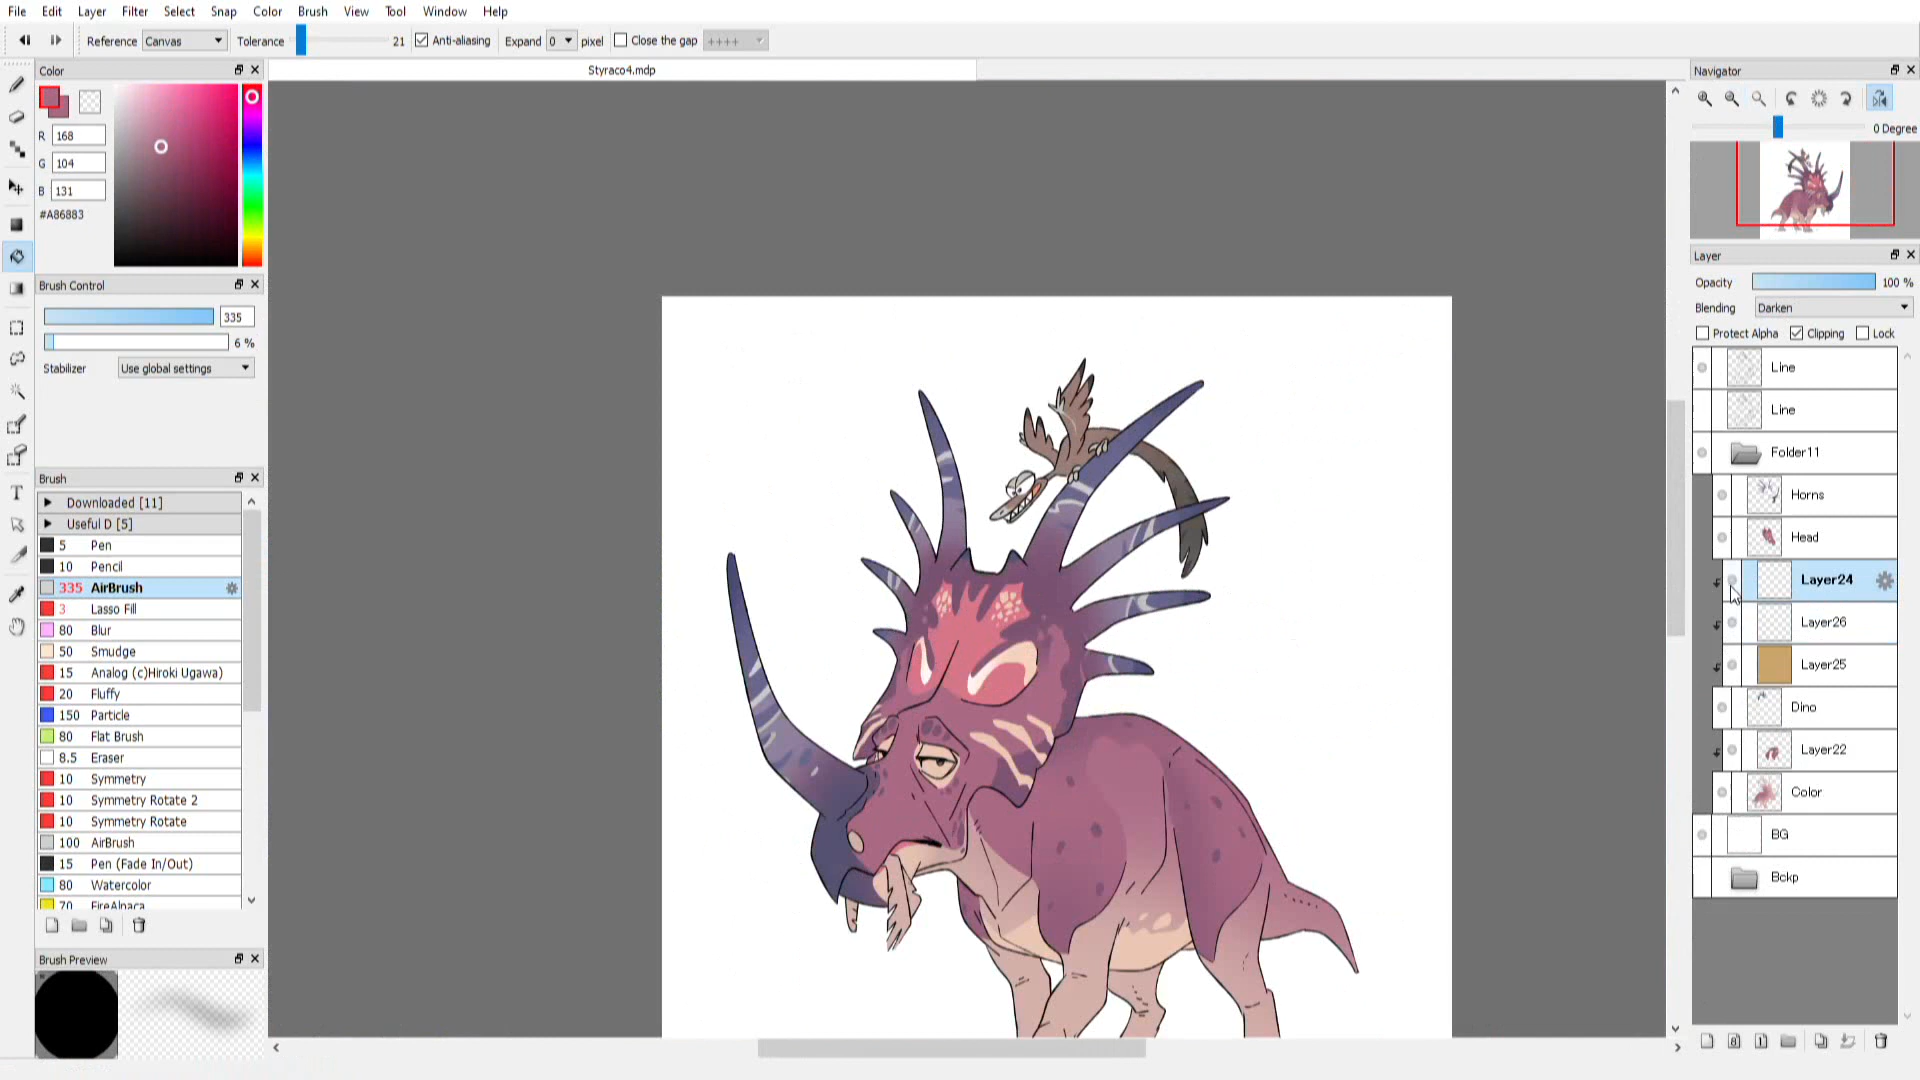 File Edit Layer Filter Select Snap Color Brush View Tool Window Help
Reference Canvas Tolerance 21 Anti-aliasing Expand 0 pixel Close the gap ++++
Color
Styraco4.mdp
Navigator
R 168
G 104
B 131
#A86883
0 Degree
Layer
Opacity 100 %
Blending Darken
Protect Alpha Clipping Lock
Brush Control
335
6 %
Stabilizer Use global settings
Line
Line
Folder11
Horns
Head
Layer24
Layer26
Layer25
Dino
Layer22
Color
BG
Bckp
Brush
Downloaded [11]
Useful D [5]
5 Pen
10 Pencil
335 AirBrush
3 Lasso Fill
80 Blur
50 Smudge
15 Analog (c)Hiroki Ugawa)
20 Fluffy
150 Particle
80 Flat Brush
8.5 Eraser
10 Symmetry
10 Symmetry Rotate 2
10 Symmetry Rotate
100 AirBrush
15 Pen (Fade In/Out)
80 Watercolor
70 FireAlpaca
Brush Preview